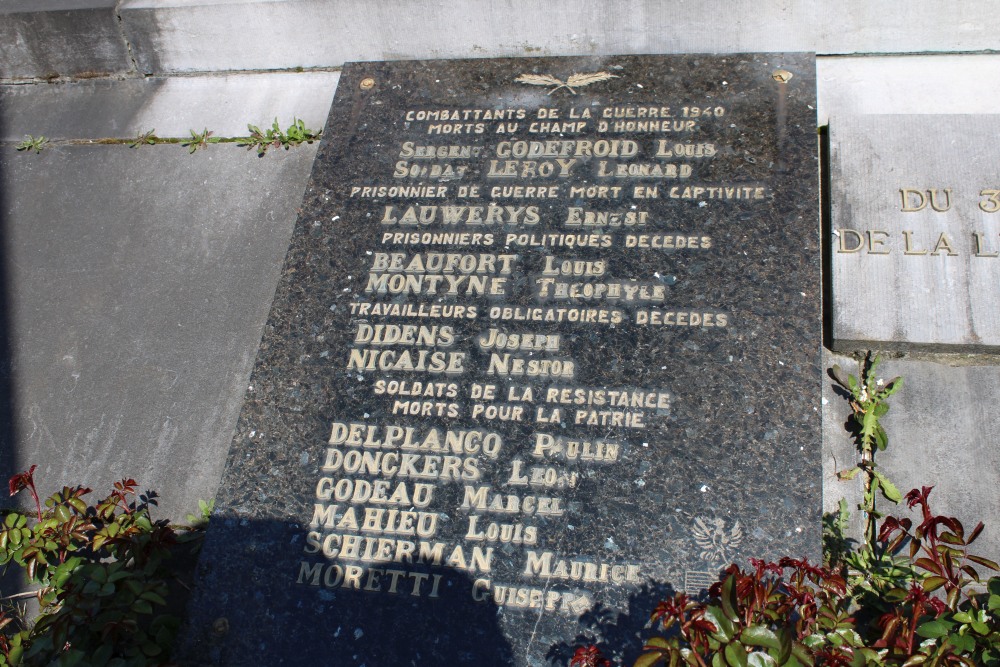 COMBATTANTS DE LA GUERRE 1940
MORTS AU CHAMP D'HONNEUR
SERGENT GODEFROID LOUIS
SOLDAT LEROY LEONARD
PRISONNIER DE GUERRE MORT EN CAPTIVITE
LAUWERYS ERNEST
PRISONNIERS POLITIQUES DECEDES
BEAUFORT LOUIS
MONTYNE THEOPHYLE
TRAVAILLEURS OBLIGATOIRES DECEDES
DIDENS JOSEPH
NICAISE NESTOR
SOLDATS DE LA RESISTANCE
MORTS POUR LA PATRIE
DELPLANCQ PAULIN
DONCKERS LEON
GODEAU MARCEL
MAHIEU LOUIS
SCHIERMAN MAURICE
MORETTI GUISEPPA
DU 3
DE LA L